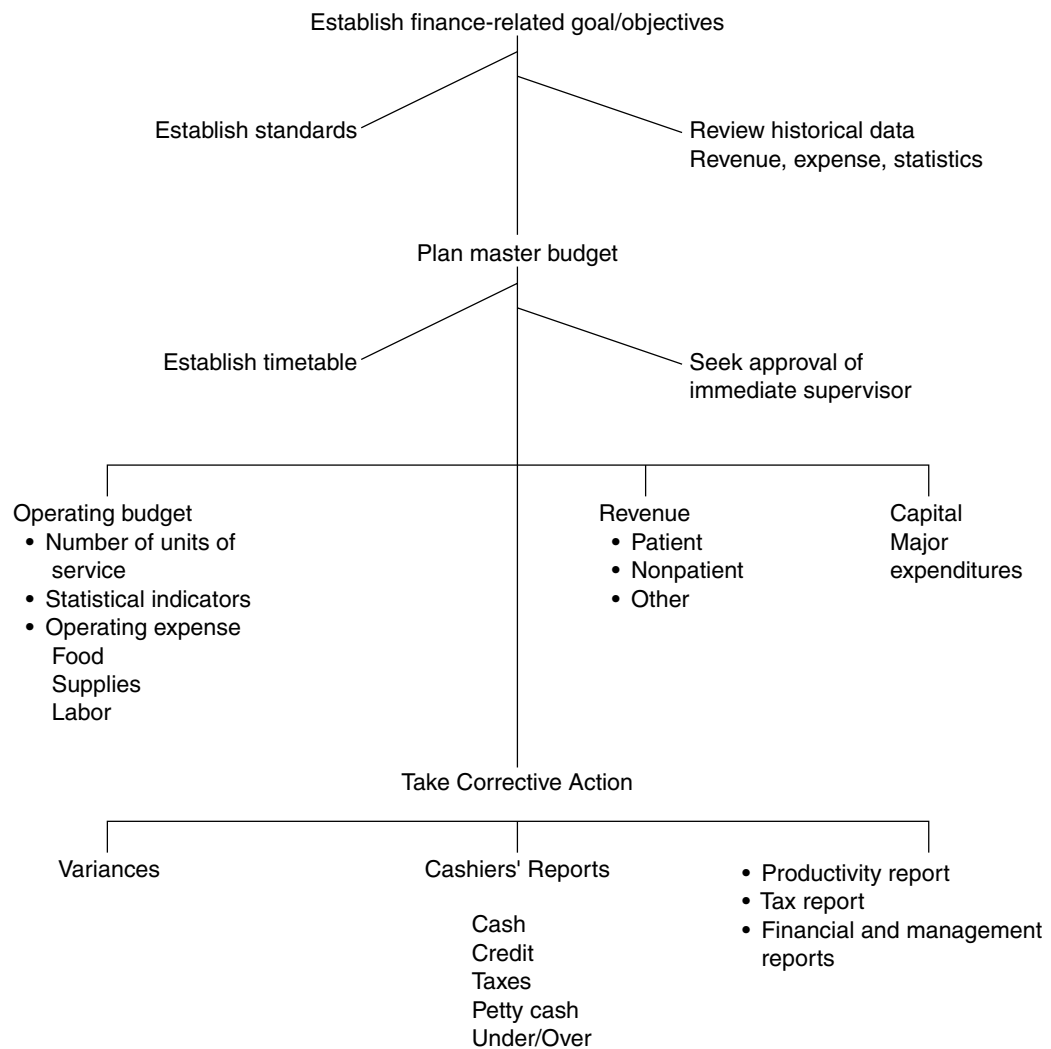 Establish finance-related goal/objectives
Establish standards
Review historical data
Revenue, expense, statistics
Plan master budget
Establish timetable
Seek approval of
immediate supervisor
Operating budget
• Number of units of
service
• Statistical indicators
• Operating expense
Food
Supplies
Labor
Revenue
• Patient
• Nonpatient
• Other
Capital
Major
expenditures
Take Corrective Action
Variances
Cashiers' Reports
Cash
Credit
Taxes
Petty cash
Under/Over
• Productivity report
• Tax report
• Financial and management
reports